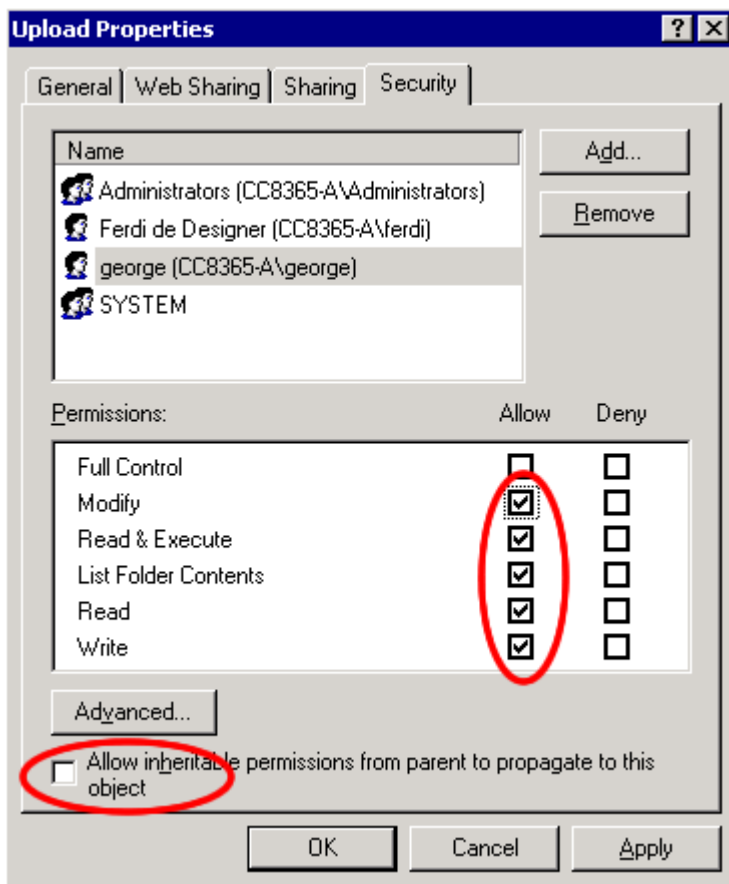 Upload Properties
General Web Sharing Sharing Security
Name
Administrators (CC8365-A\Administrators)
Ferdi de Designer (CC8365-A\ferdi)
george (CC8365-A\george)
SYSTEM
Add...
Remove
Permissions: Allow Deny
Full Control
Modify
Read & Execute
List Folder Contents
Read
Write
Advanced...
Allow inheritable permissions from parent to propagate to this
object
OK Cancel Apply